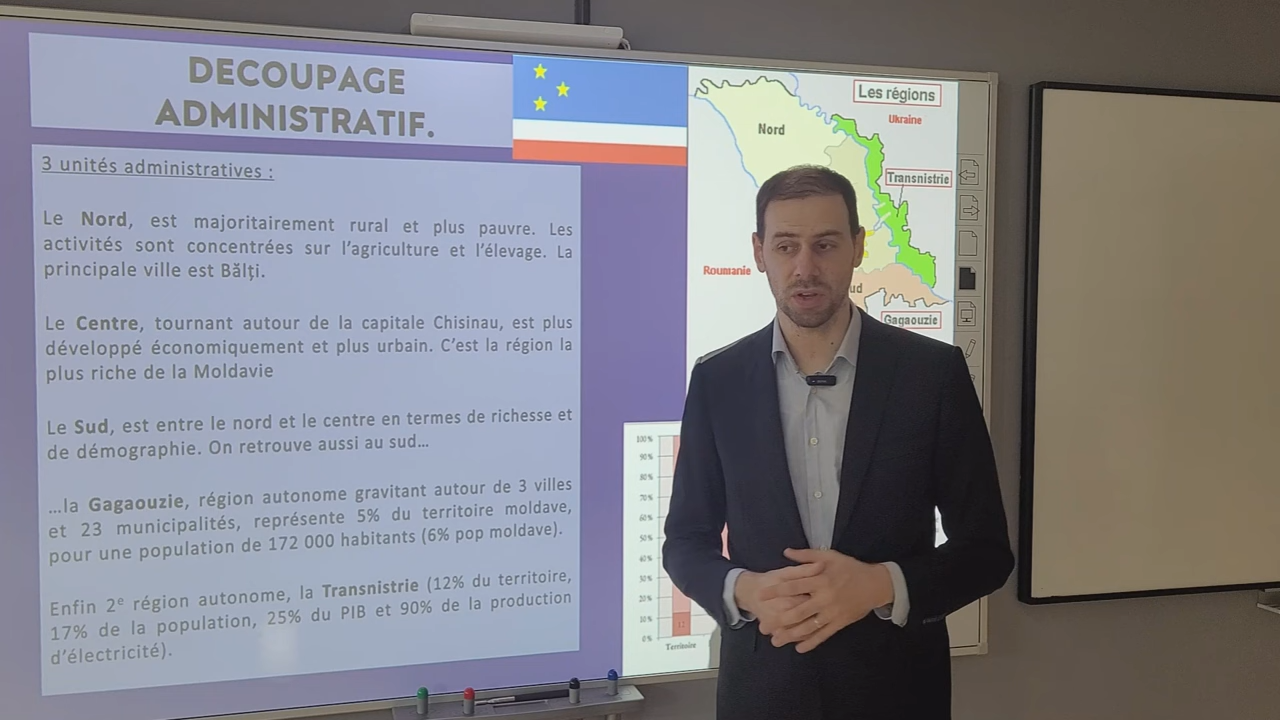 DECOUPAGE
ADMINISTRATIF.
3 unités administratives :
Le Nord, est majoritairement rural et plus pauvre. Les
activités sont concentrées sur l'agriculture et l'élevage. La
principale ville est Bălți.
Le Centre, tournant autour de la capitale Chisinau, est plus
développé économiquement et plus urbain. C'est la région la
plus riche de la Moldavie
Le Sud, est entre le nord et le centre en termes de richesse et
de démographie. On retrouve aussi au sud…
…la Gagaouzie, région autonome gravitant autour de 3 villes
et 23 municipalités, représente 5% du territoire moldave,
pour une population de 172 000 habitants (6% pop moldave).
Enfin 2e région autonome, la Transnistrie (12% du territoire,
17% de la population, 25% du PIB et 90% de la production
d'électricité).
Les régions
Ukraine
Nord
Transnistrie
Roumanie
ud
Gagaouzie
100%
90%
80%
70%
60%
50%
40%
30%
20%
10%
0%
12
Territoire